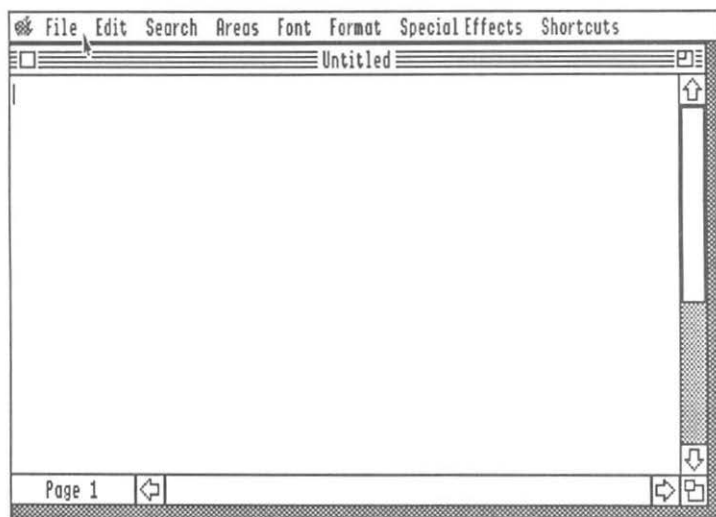 File Edit Search Areas Font Format Special Effects Shortcuts
Untitled
Page 1